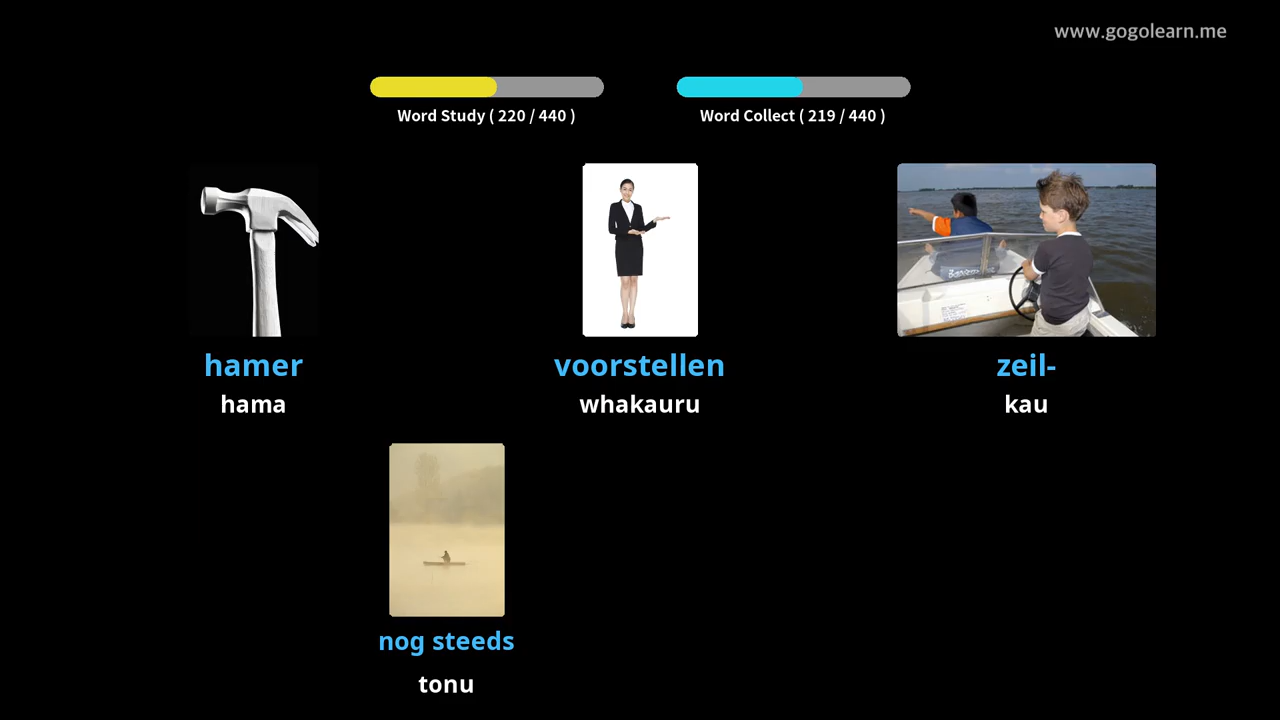 www.gogolearn.me
Word Study ( 220 / 440 )
Word Collect ( 219 / 440 )
hamer
hama
voorstellen
whakauru
zeil-
kau
nog steeds
tonu